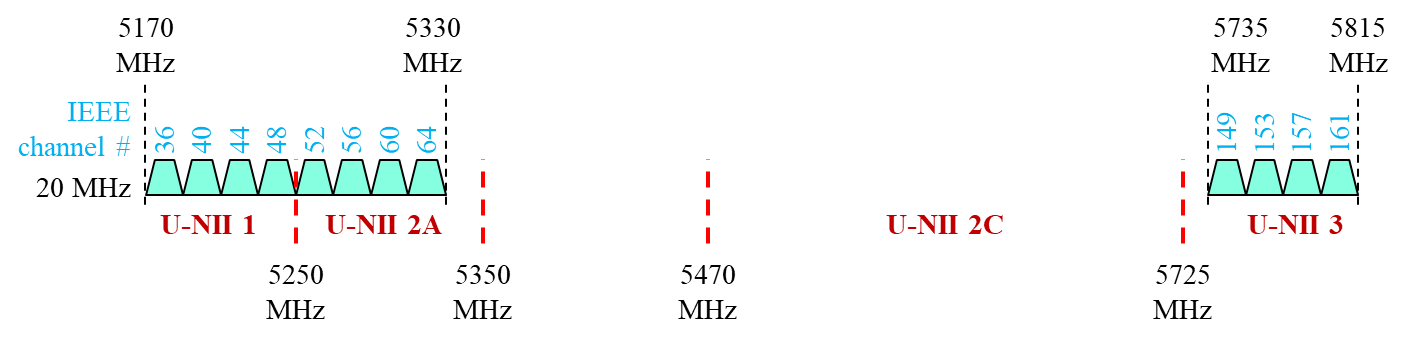 5170
MHz
5330
MHz
5735
MHz
5815
MHz
IEEE
channel #
36
40
44
48
52
56
60
64
149
153
157
161
20 MHz
U-NII 1
U-NII 2A
U-NII 2C
U-NII 3
5250
MHz
5350
MHz
5470
MHz
5725
MHz